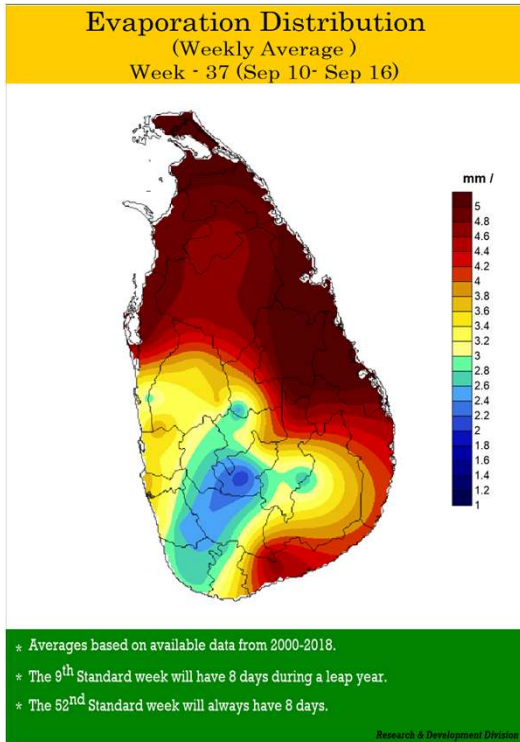 Evaporation Distribution
(Weekly Average )
Week - 37 (Sep 10- Sep 16)
mm /
5
4.8
4.6
4.4
4.2
4
3.8
3.6
3.4
3.2
3
2.8
2.6
2.4
2.2
2
1.8
1.6
1.4
1.2
1
* Averages based on available data from 2000-2018.
* The 9th Standard week will have 8 days during a leap year.
* The 52nd Standard week will always have 8 days.
Research & Development Division